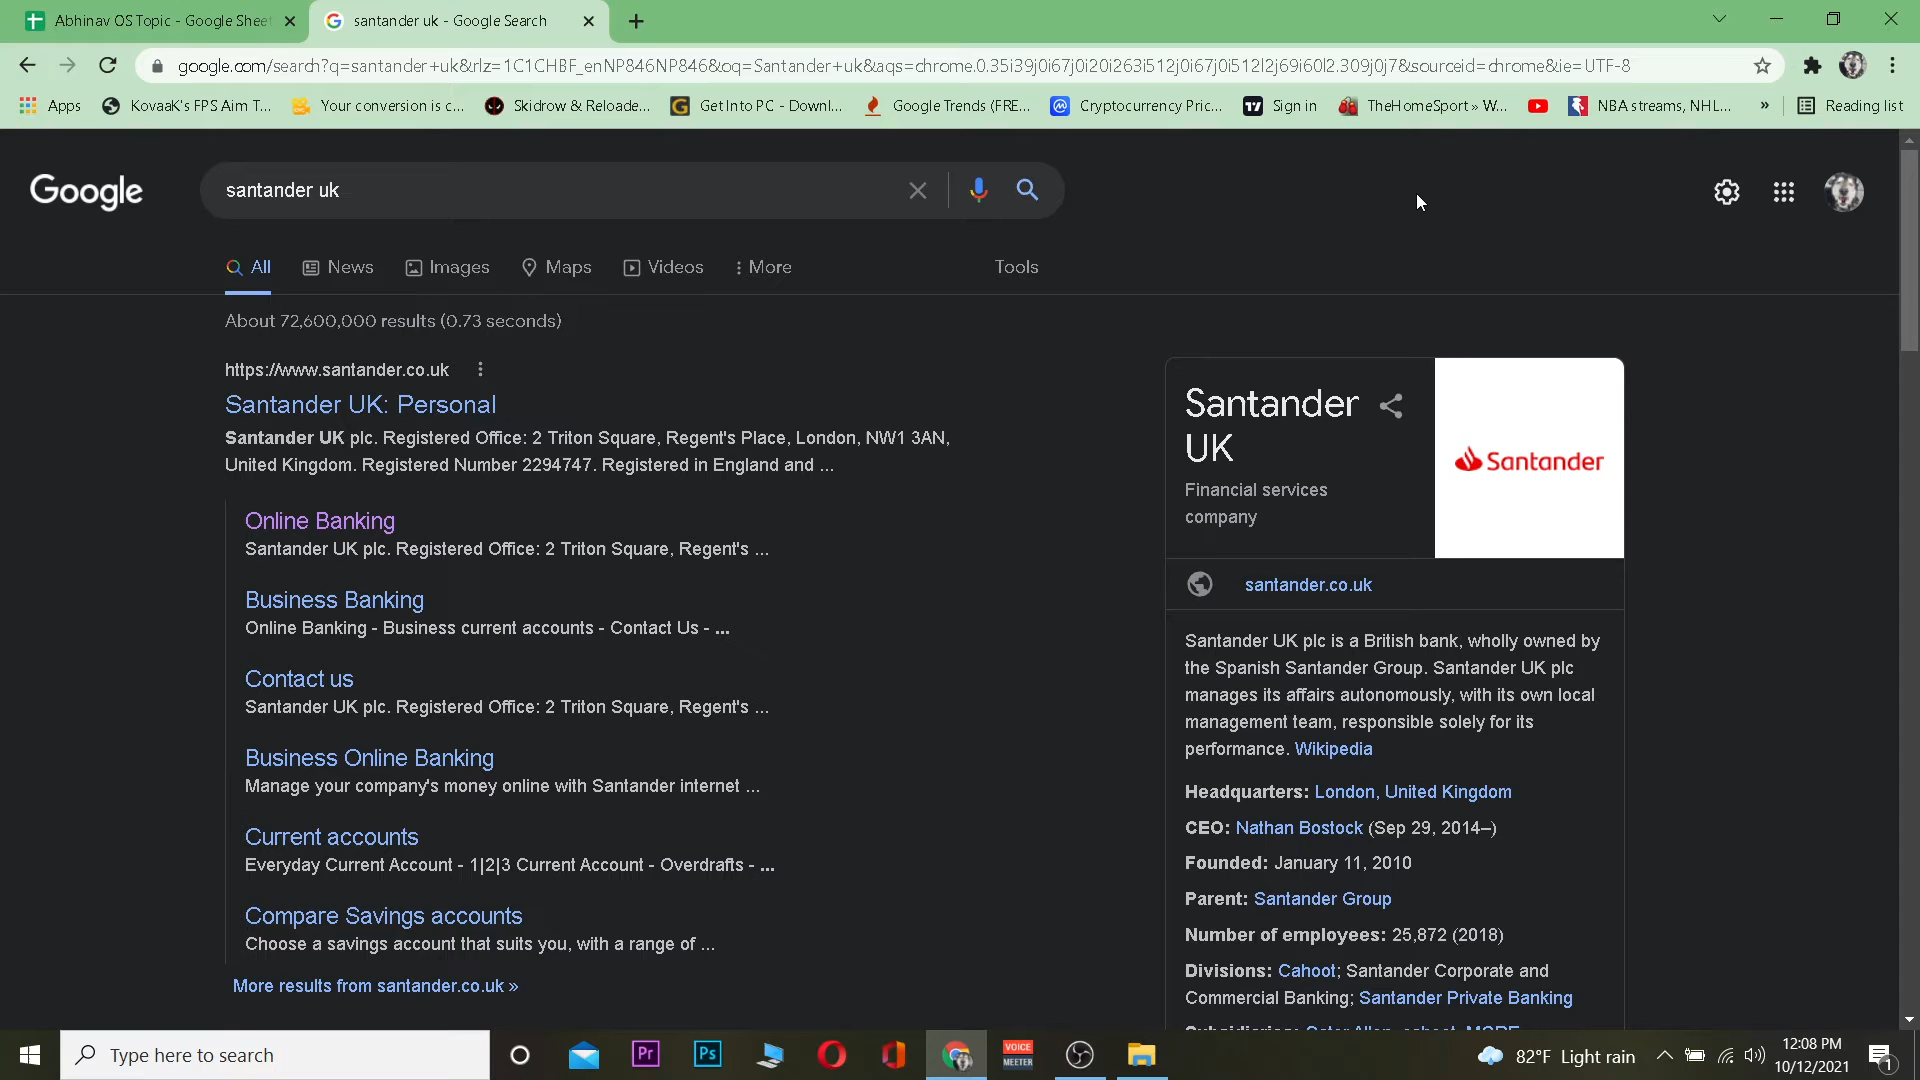 Abhinav OS Topic - Google Sheet
santander uk - Google Search
google.com/search?q=santander+uk&rlz=1C1CHBF_enNP846NP846&oq=Santander+uk&aqs=chrome.0.35i39j0i67j0i20i263i512j0i67j0i512l2j69i60l2.309j0j7&sourceid=chrome&ie=UTF-8
Apps
KovaaK's FPS Aim T...
Your conversion is c...
Skidrow & Reloade...
Get Into PC - Downl...
Google Trends (FRE...
Cryptocurrency Pric...
Sign in
TheHomeSport » W...
NBA streams, NHL...
»
Reading list
Google
santander uk
All
News
Images
Maps
Videos
More
Tools
About 72,600,000 results (0.73 seconds)
https://www.santander.co.uk
Santander UK: Personal
Santander UK plc. Registered Office: 2 Triton Square, Regent's Place, London, NW1 3AN,
United Kingdom. Registered Number 2294747. Registered in England and ...
Online Banking
Santander UK plc. Registered Office: 2 Triton Square, Regent's ...
Business Banking
Online Banking - Business current accounts - Contact Us - ...
Contact us
Santander UK plc. Registered Office: 2 Triton Square, Regent's ...
Business Online Banking
Manage your company's money online with Santander internet ...
Current accounts
Everyday Current Account - 1|2|3 Current Account - Overdrafts - ...
Compare Savings accounts
Choose a savings account that suits you, with a range of ...
More results from santander.co.uk »
Santander
UK
Financial services
company
Santander
santander.co.uk
Santander UK plc is a British bank, wholly owned by
the Spanish Santander Group. Santander UK plc
manages its affairs autonomously, with its own local
management team, responsible solely for its
performance. Wikipedia
Headquarters: London, United Kingdom
CEO: Nathan Bostock (Sep 29, 2014–)
Founded: January 11, 2010
Parent: Santander Group
Number of employees: 25,872 (2018)
Divisions: Cahoot; Santander Corporate and
Commercial Banking; Santander Private Banking
Type here to search
Pr
Ps
VOICE
MEETER
82°F Light rain
12:08 PM
10/12/2021
1